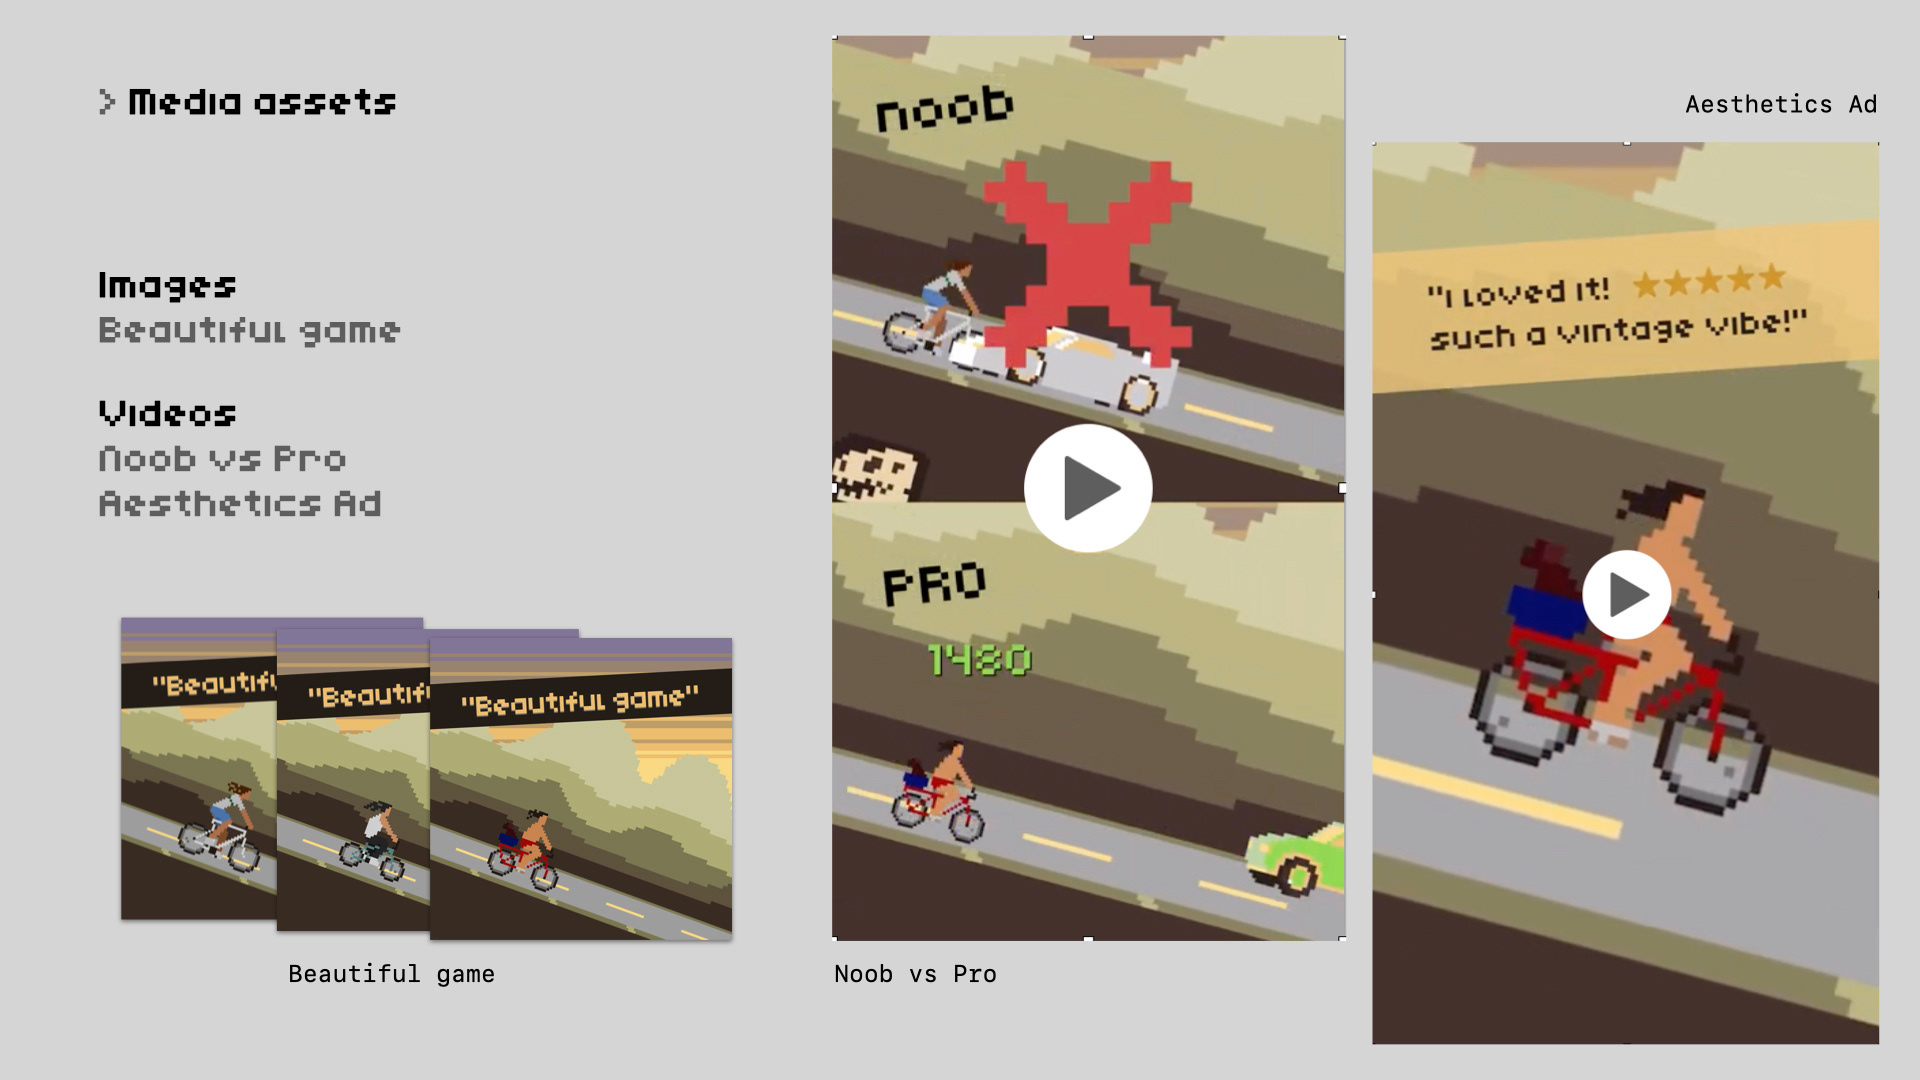 > Media assets
Images
Beautiful game
Videos
Noob vs Pro
Aesthetics Ad
"Beautifu
"Beautif
"Beautiful game"
Beautiful game
noob
PRO
1480
Noob vs Pro
Aesthetics Ad
"I loved it! ★★★★★
such a vintage vibe!"